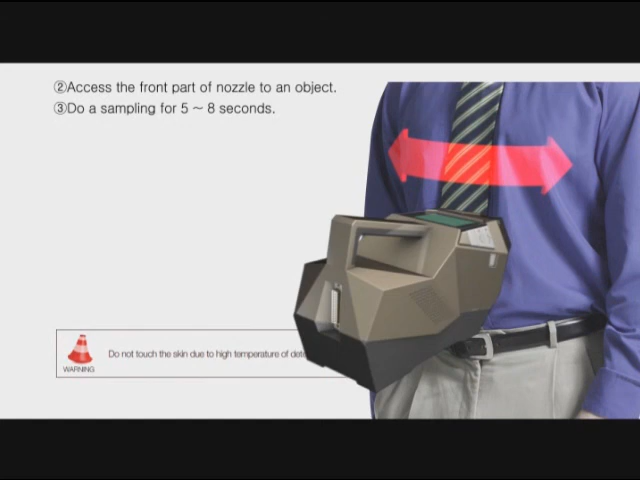 ②Access the front part of nozzle to an object.
③Do a sampling for 5 ~ 8 seconds.
Do not touch the skin due to high temperature of
WARNING